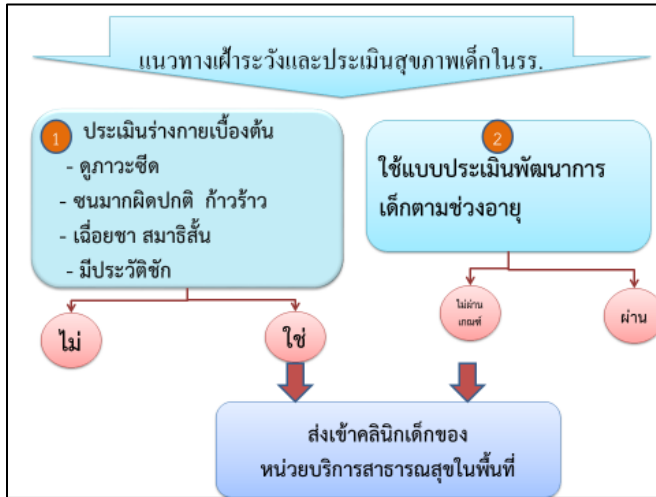 แนวทางเฝ้าระวังและประเมินสุขภาพเด็กในรร.
1 ประเมินร่างกายเบื้องต้น
- ดูภาวะซีด
- ซนมากผิดปกติ ก้าวร้าว
- เฉื่อยชา สมาธิสั้น
- มีประวัติชัก
2
ใช้แบบประเมินพัฒนาการ
เด็กตามช่วงอายุ
ไม่
ใช่
ไม่ผ่าน
เกณฑ์
ผ่าน
ส่งเข้าคลินิกเด็กของ
หน่วยบริการสาธารณสุขในพื้นที่